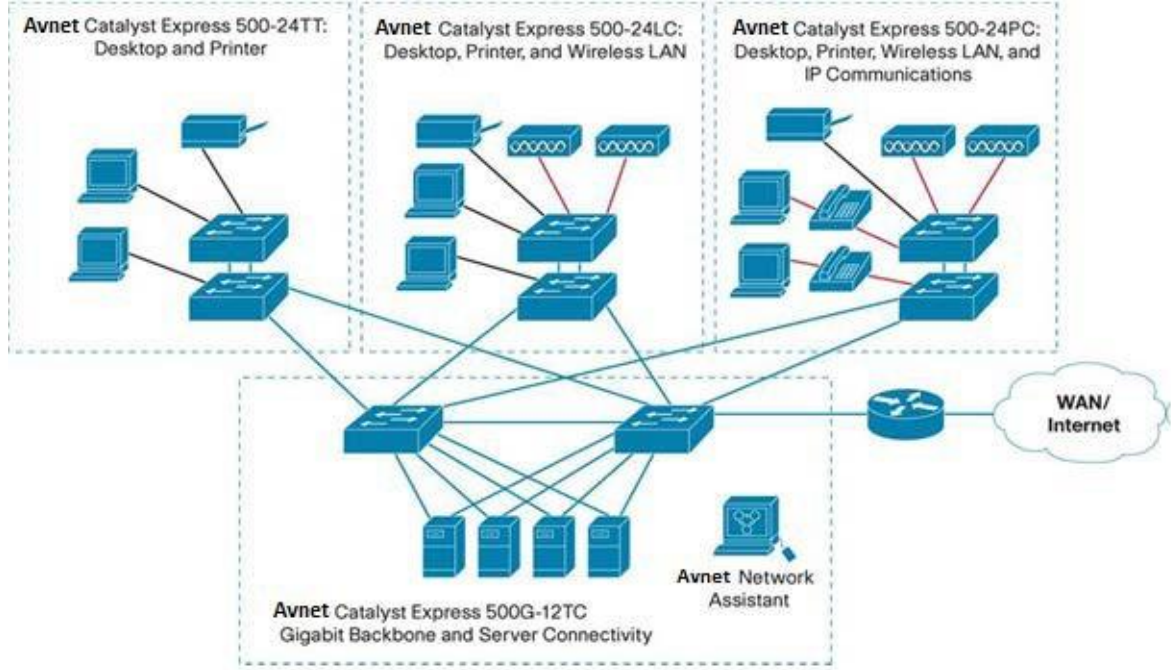 Avnet Catalyst Express 500-24TT:
Desktop and Printer
Avnet Catalyst Express 500-24LC:
Desktop, Printer, and Wireless LAN
Avnet Catalyst Express 500-24PC:
Desktop, Printer, Wireless LAN, and
IP Communications
WAN/
Internet
Avnet Network
Assistant
Avnet Catalyst Express 500G-12TC
Gigabit Backbone and Server Connectivity